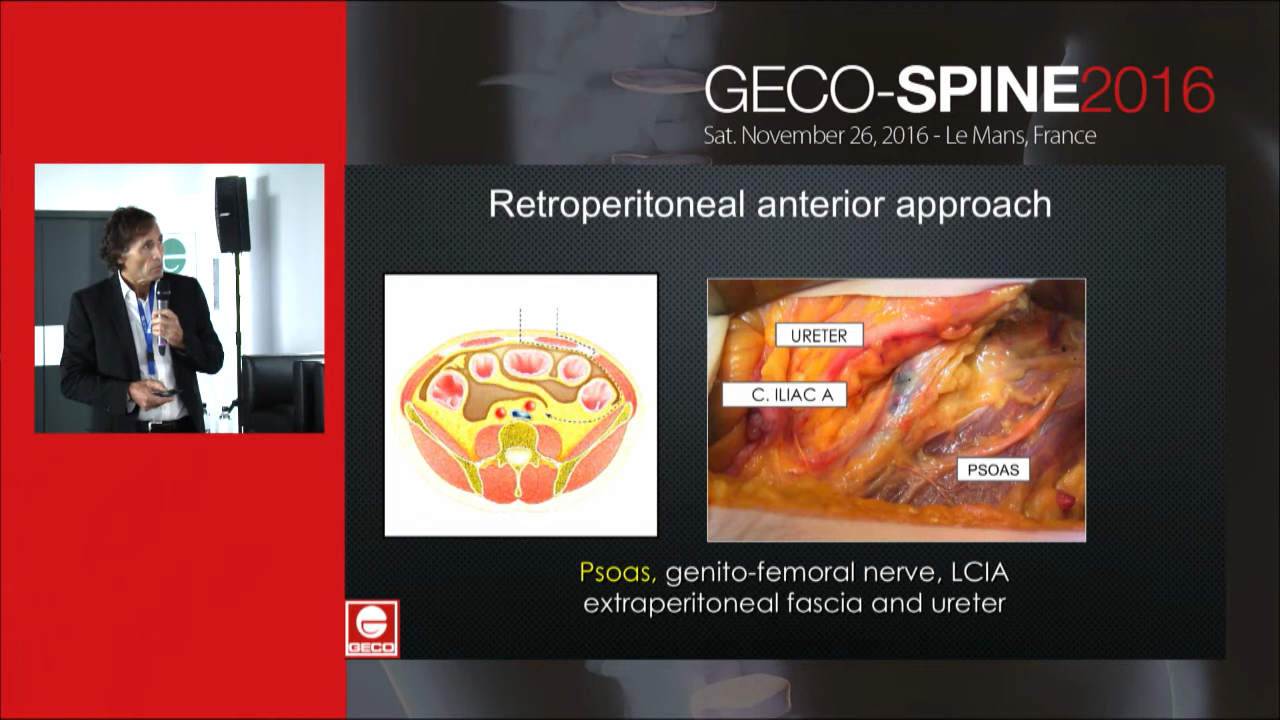 GECO-SPINE2016
Sat. November 26, 2016 - Le Mans, France
Retroperitoneal anterior approach
URETER
C. ILIAC A
PSOAS
Psoas, genito-femoral nerve, LCIA
extraperitoneal fascia and ureter
GECO